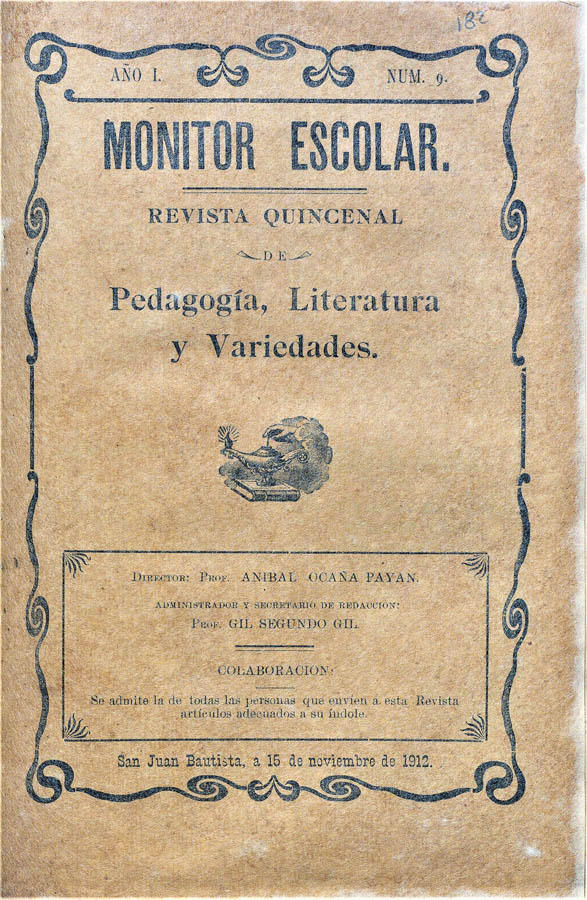 182
AÑO I. NUM. 9.
MONITOR ESCOLAR.
REVISTA QUINCENAL
DE
Pedagogía, Literatura
y Variedades.
DIRECTOR: PROF. ANIBAL OCAÑA PAYAN.
ADMINISTRADOR Y SECRETARIO DE REDACCION:
PROF. GIL SEGUNDO GIL.
COLABORACION:
Se admite la de todas las personas que envíen a esta Revista
artículos adecuados a su índole.
San Juan Bautista, a 15 de noviembre de 1912.